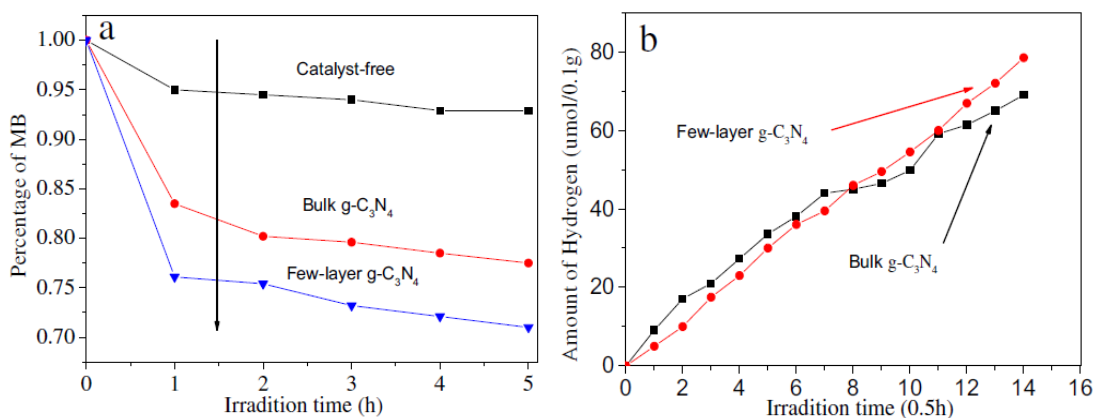 a
1.00
0.95
0.90
0.85
0.80
0.75
0.70
Percentage of MB
Catalyst-free
Bulk g-C₃N₄
Few-layer g-C₃N₄
0 1 2 3 4 5
Irradition time (h)
b
80
60
40
20
0
Amount of Hydrogen (umol/0.1g)
Few-layer g-C₃N₄
Bulk g-C₃N₄
0 2 4 6 8 10 12 14 16
Irradition time (0.5h)